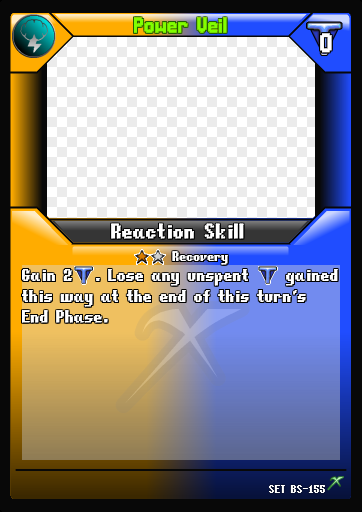 Power Veil
0
Reaction Skill
Recovery
Gain 2 . Lose any unspent gained
this way at the end of this turn's
End Phase.
SET BS-155